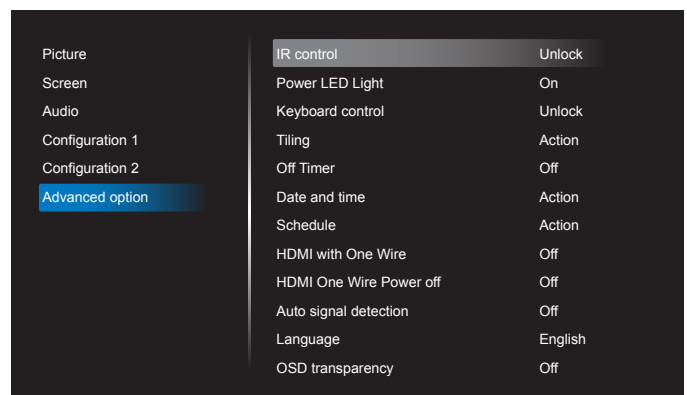 Picture
Screen
Audio
Configuration 1
Configuration 2
Advanced option
IR control Unlock
Power LED Light On
Keyboard control Unlock
Tiling Action
Off Timer Off
Date and time Action
Schedule Action
HDMI with One Wire Off
HDMI One Wire Power off Off
Auto signal detection Off
Language English
OSD transparency Off